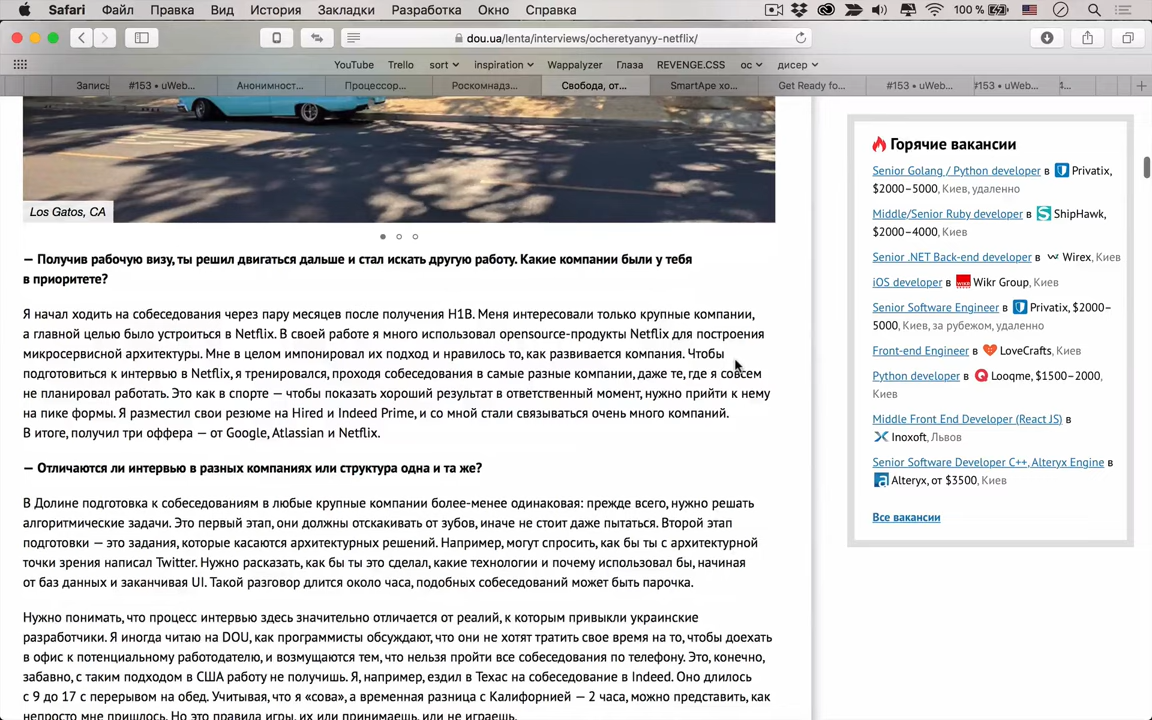 Safari Файл Правка Вид История Закладки Разработка Окно Справка 100 %
dou.ua/lenta/interviews/ocheretyanyy-netflix/
YouTube Trello sort inspiration Wappalyzer Глаза REVENGE.CSS ос дисер
Запись #153 • uWeb... Анонимност... Процессор... Роскомнадз... Свобода, от... SmartApe хо... Get Ready fo... #153 • uWeb... #153 • uWeb...
Los Gatos, CA
— Получив рабочую визу, ты решил двигаться дальше и стал искать другую работу. Какие компании были у тебя
в приоритете?
Я начал ходить на собеседования через пару месяцев после получения H1B. Меня интересовали только крупные компании,
а главной целью было устроиться в Netflix. В своей работе я много использовал opensource-продукты Netflix для построения
микросервисной архитектуры. Мне в целом импонировал их подход и нравилось то, как развивается компания. Чтобы
подготовиться к интервью в Netflix, я тренировался, проходя собеседования в самые разные компании, даже те, где я совсем
не планировал работать. Это как в спорте — чтобы показать хороший результат в ответственный момент, нужно прийти к нему
на пике формы. Я разместил свои резюме на Hired и Indeed Prime, и со мной стали связываться очень много компаний.
В итоге, получил три оффера — от Google, Atlassian и Netflix.
— Отличаются ли интервью в разных компаниях или структура одна и та же?
В Долине подготовка к собеседованиям в любые крупные компании более-менее одинаковая: прежде всего, нужно решать
алгоритмические задачи. Это первый этап, они должны отскакивать от зубов, иначе не стоит даже пытаться. Второй этап
подготовки — это задания, которые касаются архитектурных решений. Например, могут спросить, как бы ты с архитектурной
точки зрения написал Twitter. Нужно рассказать, как бы ты это сделал, какие технологии и почему использовал бы, начиная
от баз данных и заканчивая UI. Такой разговор длится около часа, подобных собеседований может быть парочка.
Нужно понимать, что процесс интервью здесь значительно отличается от реалий, к которым привыкли украинские
разработчики. Я иногда читаю на DOU, как программисты обсуждают, что они не хотят тратить свое время на то, чтобы доехать
в офис к потенциальному работодателю, и возмущаются тем, что нельзя пройти все собеседования по телефону. Это, конечно,
забавно, с таким подходом в США работу не получишь. Я, например, ездил в Техас на собеседование в Indeed. Оно длилось
с 9 до 17 с перерывом на обед. Учитывая, что я «сова», а временная разница с Калифорнией — 2 часа, можно представить, как
непросто мне пришлось. Но это правила игры, их или принимаешь, или не играешь.
Горячие вакансии
Senior Golang / Python developer в Privatix,
$2000–5000, Киев, удаленно
Middle/Senior Ruby developer в ShipHawk,
$2000–4000, Киев
Senior .NET Back-end developer в Wirex, Киев
iOS developer в Wikr Group, Киев
Senior Software Engineer в Privatix, $2000–
5000, Киев, за рубежом, удаленно
Front-end Engineer в LoveCrafts, Киев
Python developer в Looqme, $1500–2000,
Киев
Middle Front End Developer (React JS) в
Inoxoft, Львов
Senior Software Developer C++, Alteryx Engine в
Alteryx, от $3500, Киев
Все вакансии